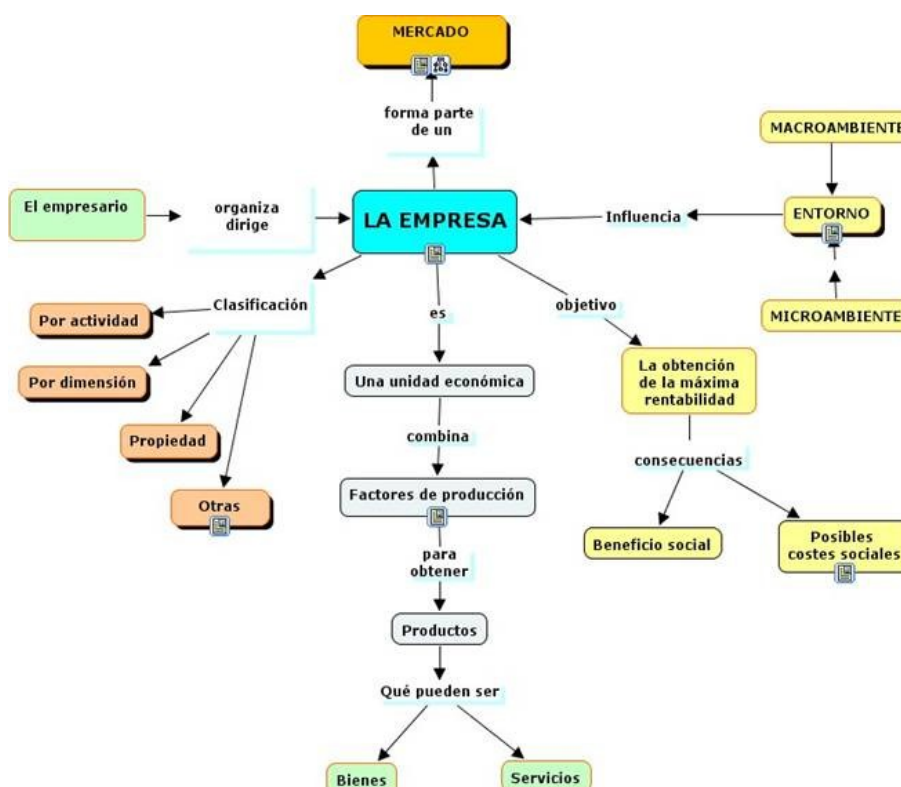 MERCADO
forma parte
de un
MACROAMBIENTE
El empresario
organiza
dirige
LA EMPRESA
Influencia
ENTORNO
Clasificación
es
objetivo
Por actividad
MICROAMBIENTE
Por dimensión
Una unidad económica
La obtención
de la máxima
rentabilidad
Propiedad
combina
consecuencias
Otras
Factores de producción
Beneficio social
Posibles
costes sociales
para
obtener
Productos
Qué pueden ser
Bienes
Servicios